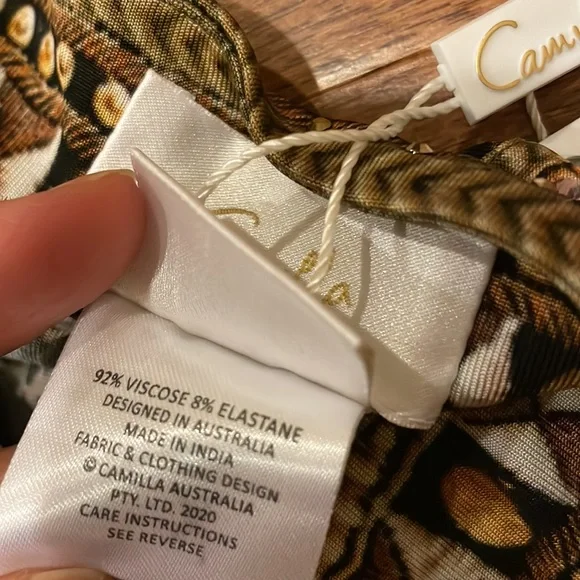 Cam
92% VISCOSE 8% ELASTANE
DESIGNED IN AUSTRALIA
MADE IN INDIA
FABRIC & CLOTHING DESIGN
© CAMILLA AUSTRALIA
PTY. LTD. 2020
CARE INSTRUCTIONS
SEE REVERSE